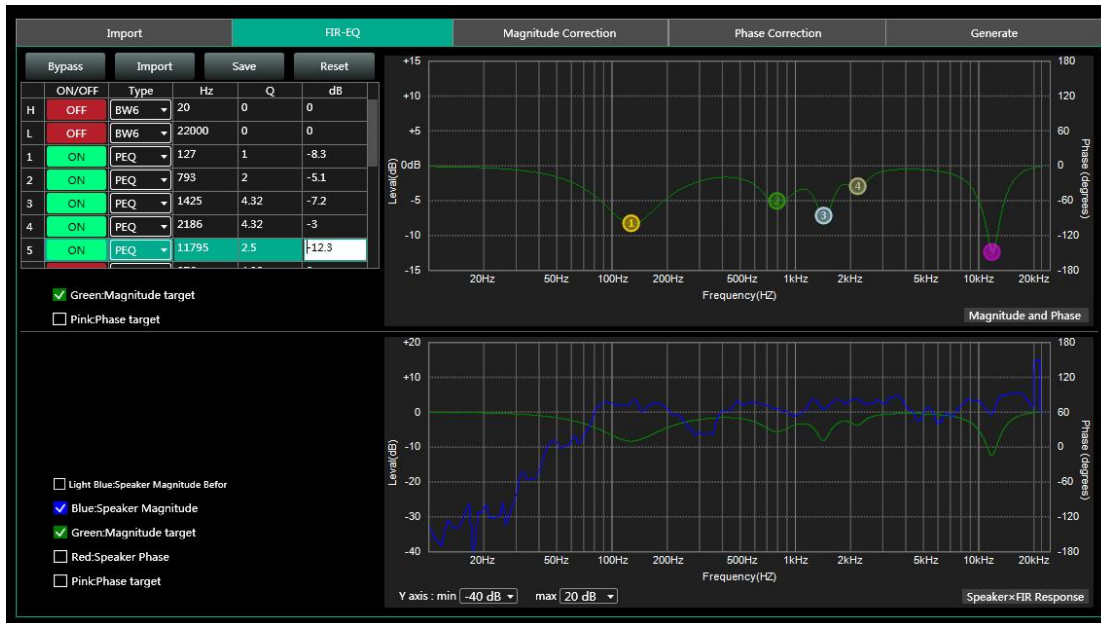 Import FIR-EQ Magnitude Correction Phase Correction Generate
Bypass Import Save Reset
ON/OFF Type Hz Q dB
H OFF BW6 20 0 0
L OFF BW6 22000 0 0
1 ON PEQ 127 1 -8.3
2 ON PEQ 793 2 -5.1
3 ON PEQ 1425 4.32 -7.2
4 ON PEQ 2186 4.32 -3
5 ON PEQ 11795 2.5 -12.3
Green:Magnitude target
Pink:Phase target
+15 180
+10 120
+5 60
0dB 0
-5 -60
-10 -120
-15 -180
Leval(dB)
Phase (degrees)
1 2 3 4
20Hz 50Hz 100Hz 200Hz 500Hz 1kHz 2kHz 5kHz 10kHz 20kHz
Frequency(HZ)
Magnitude and Phase
Light Blue:Speaker Magnitude Befor
Blue:Speaker Magnitude
Green:Magnitude target
Red:Speaker Phase
Pink:Phase target
+20 180
+10 120
0 60
-10 0
-20 -60
-30 -120
-40 -180
Leval(dB)
Phase (degrees)
20Hz 50Hz 100Hz 200Hz 500Hz 1kHz 2kHz 5kHz 10kHz 20kHz
Frequency(HZ)
Y axis : min -40 dB max 20 dB
Speaker×FIR Response